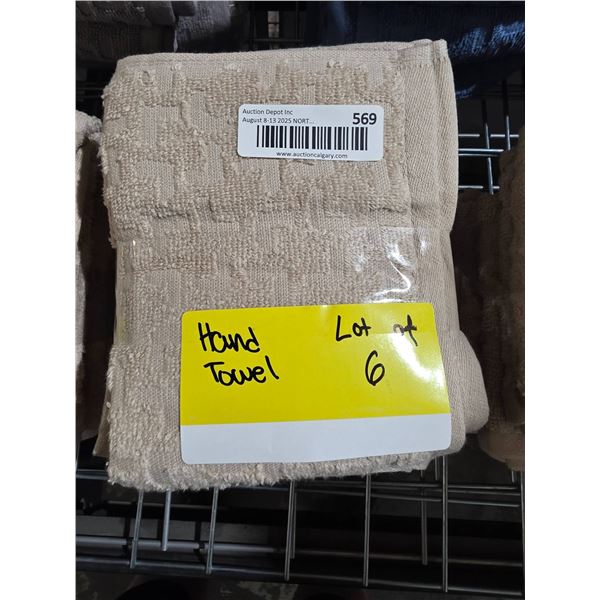 Auction Depot Inc
August 8-13 2025 NORT...
569
www.auctioncalgary.com
Hand Lot of
Towel 6